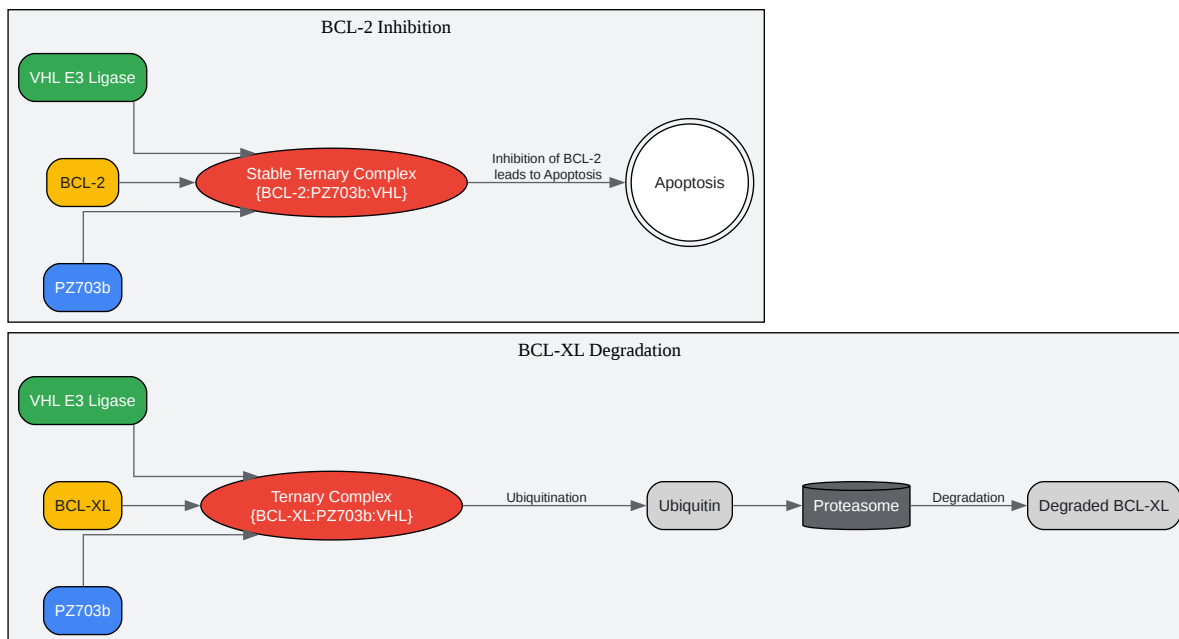 BCL-2 Inhibition
VHL E3 Ligase
BCL-2
PZ703b
Stable Ternary Complex
{BCL-2:PZ703b:VHL}
Inhibition of BCL-2
leads to Apoptosis
Apoptosis
BCL-XL Degradation
VHL E3 Ligase
BCL-XL
PZ703b
Ternary Complex
{BCL-XL:PZ703b:VHL}
Ubiquitination
Ubiquitin
Proteasome
Degradation
Degraded BCL-XL